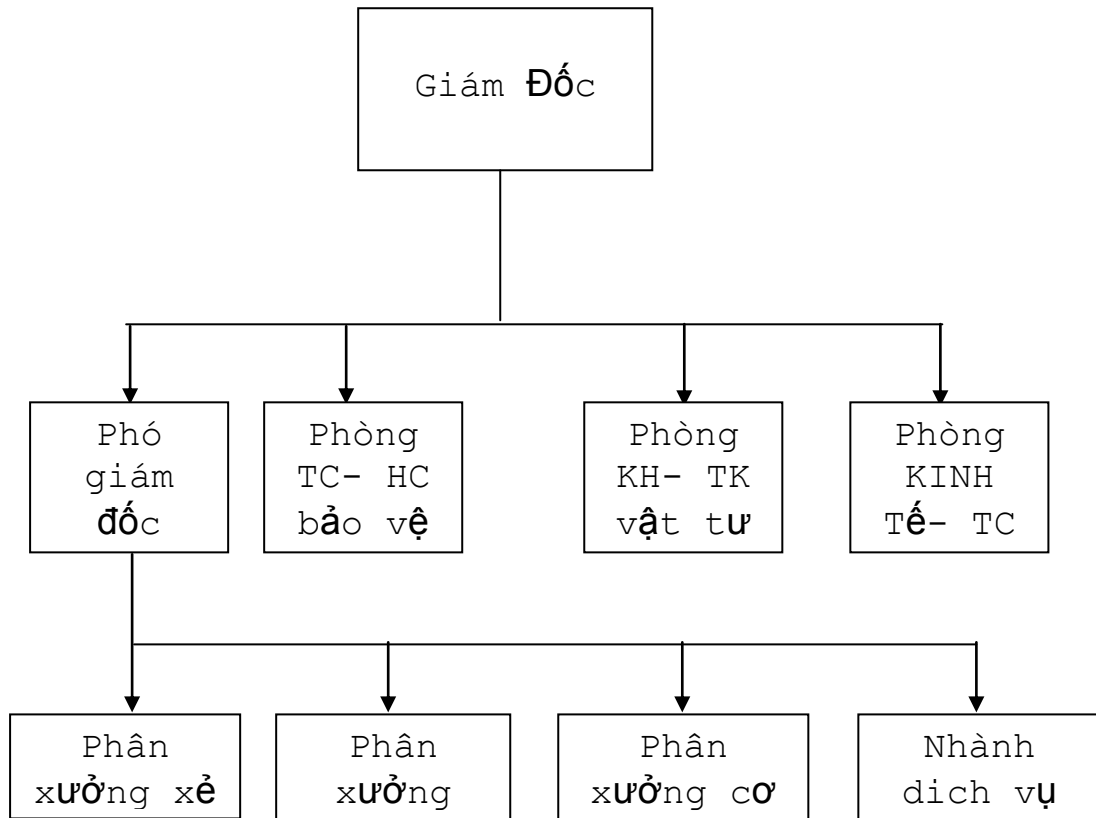 Giám Đốc
Phó
giám
đốc
Phòng
TC- HC
bảo vệ
Phòng
KH- TK
vật tư
Phòng
KINH
Tế- TC
Phân
xưởng xẻ
Phân
xưởng
Phân
xưởng cơ
Nhành
dich vụ